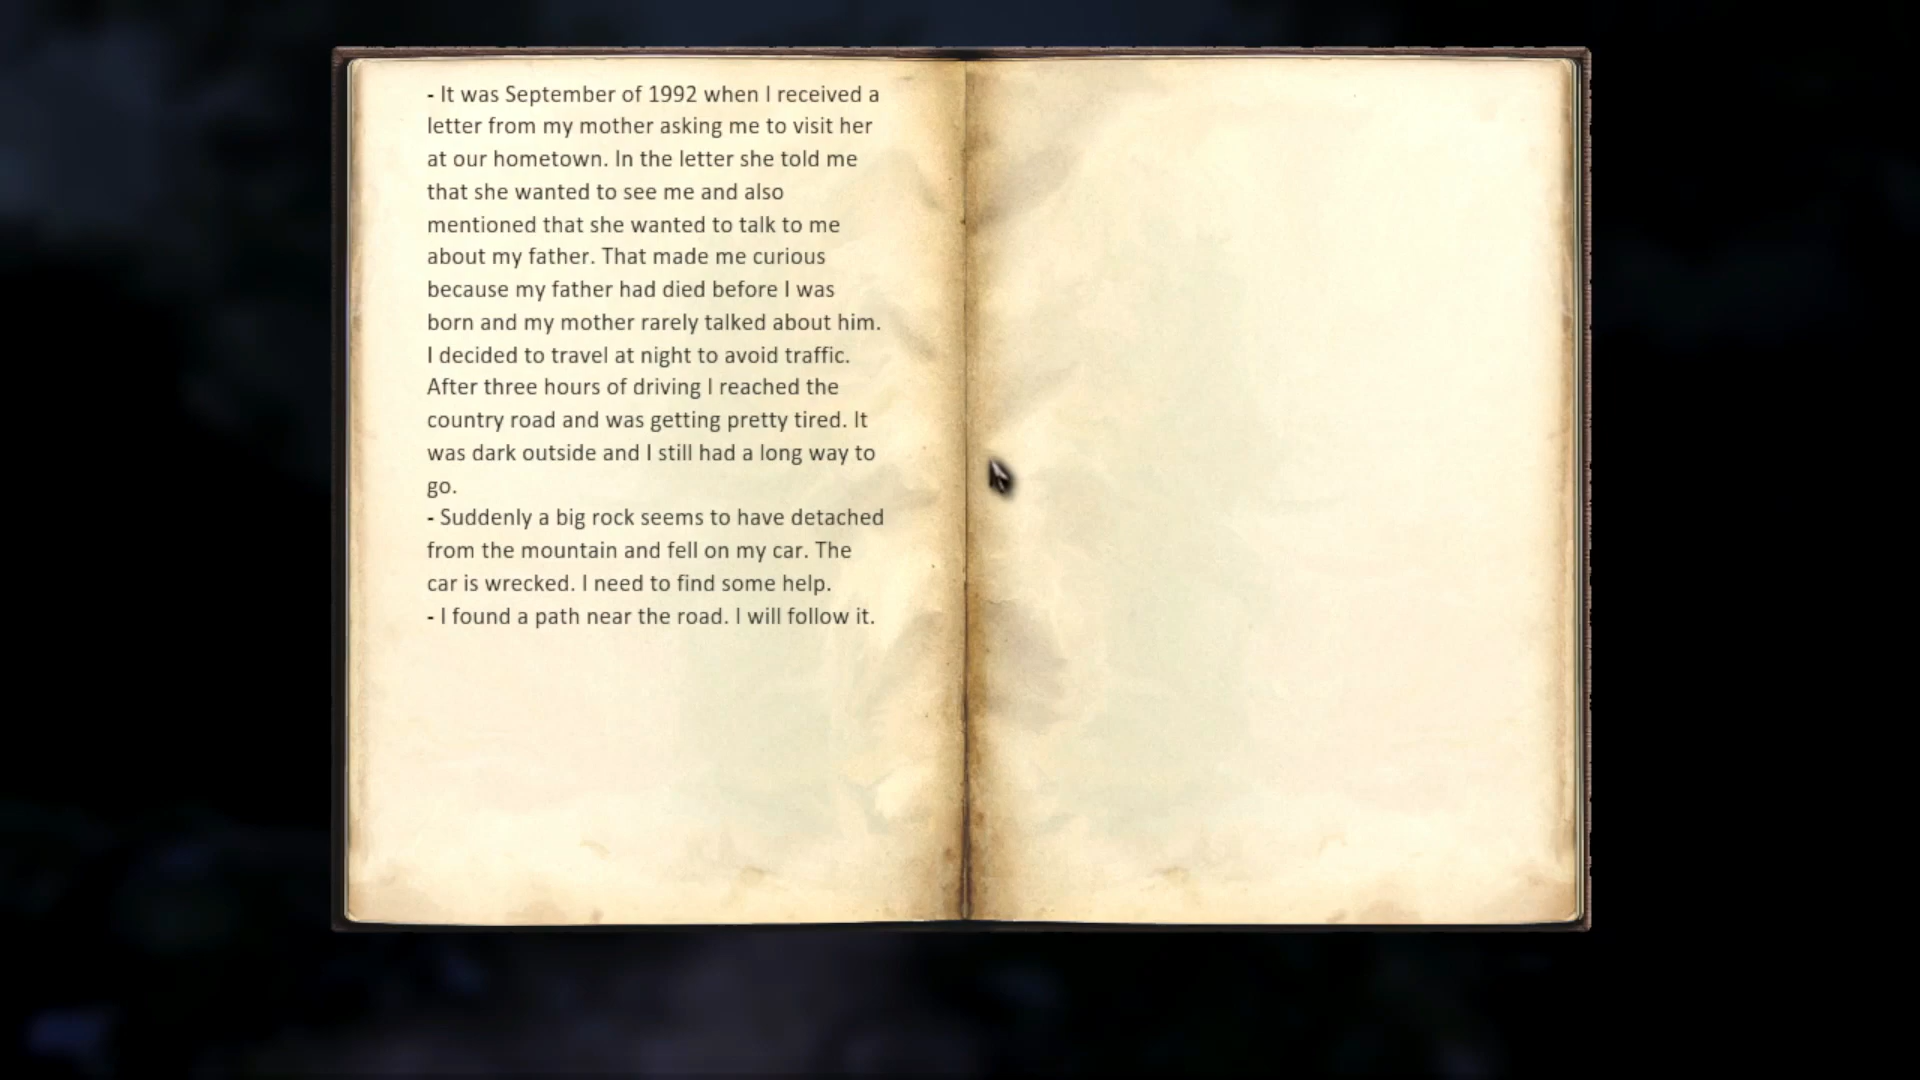 - It was September of 1992 when I received a
letter from my mother asking me to visit her
at our hometown. In the letter she told me
that she wanted to see me and also
mentioned that she wanted to talk to me
about my father. That made me curious
because my father had died before I was
born and my mother rarely talked about him.
I decided to travel at night to avoid traffic.
After three hours of driving I reached the
country road and was getting pretty tired. It
was dark outside and I still had a long way to
go.
- Suddenly a big rock seems to have detached
from the mountain and fell on my car. The
car is wrecked. I need to find some help.
- I found a path near the road. I will follow it.